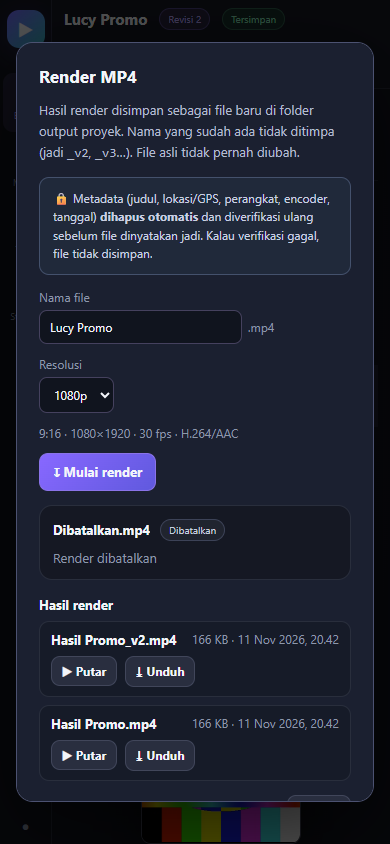 Lucy Promo
Revisi 2
Tersimpan
Render MP4
Hasil render disimpan sebagai file baru di folder
output proyek. Nama yang sudah ada tidak ditimpa
(jadi _v2, _v3…). File asli tidak pernah diubah.
🔒 Metadata (judul, lokasi/GPS, perangkat, encoder,
tanggal) dihapus otomatis dan diverifikasi ulang
sebelum file dinyatakan jadi. Kalau verifikasi gagal,
file tidak disimpan.
Nama file
Lucy Promo .mp4
Resolusi
1080p
9:16 · 1080×1920 · 30 fps · H.264/AAC
↧ Mulai render
Dibatalkan.mp4 Dibatalkan
Render dibatalkan
Hasil render
Hasil Promo_v2.mp4 166 KB · 11 Nov 2026, 20.42
▶ Putar ⤓ Unduh
Hasil Promo.mp4 166 KB · 11 Nov 2026, 20.42
▶ Putar ⤓ Unduh